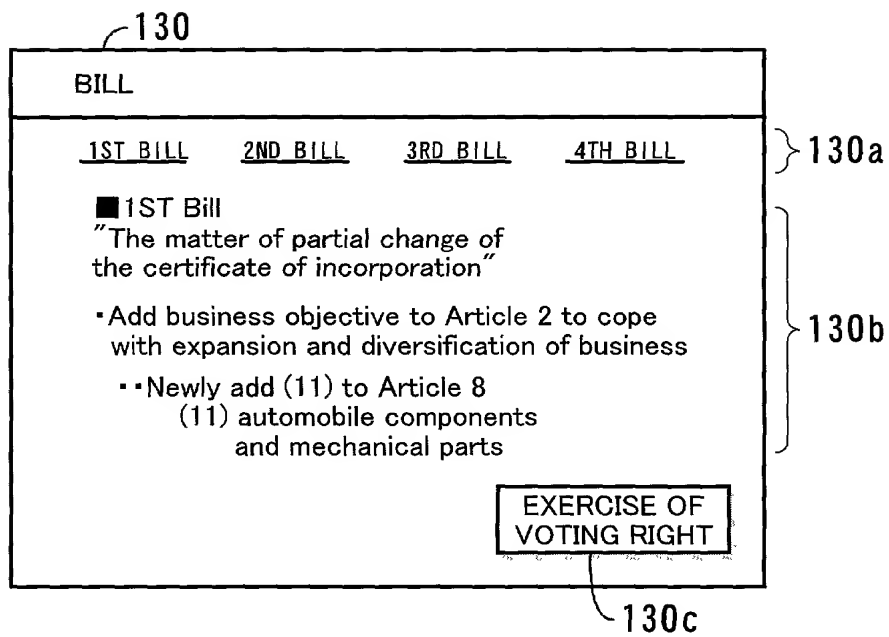 130
BILL
1ST BILL 2ND BILL 3RD BILL 4TH BILL
130a
■1ST Bill
"The matter of partial change of
the certificate of incorporation"
130b
・Add business objective to Article 2 to cope
with expansion and diversification of business
・・Newly add (11) to Article 8
(11) automobile components
and mechanical parts
EXERCISE OF
VOTING RIGHT
130c